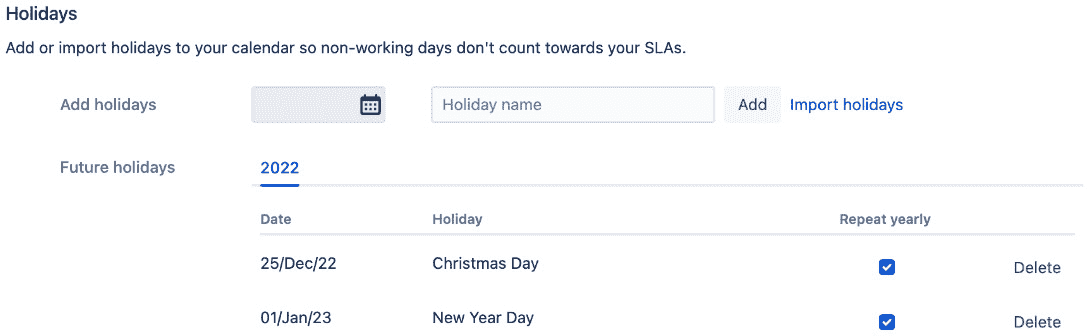 Holidays
Add or import holidays to your calendar so non-working days don't count towards your SLAs.
Add holidays Holiday name Add Import holidays
Future holidays 2022
Date Holiday Repeat yearly
25/Dec/22 Christmas Day Delete
01/Jan/23 New Year Day Delete